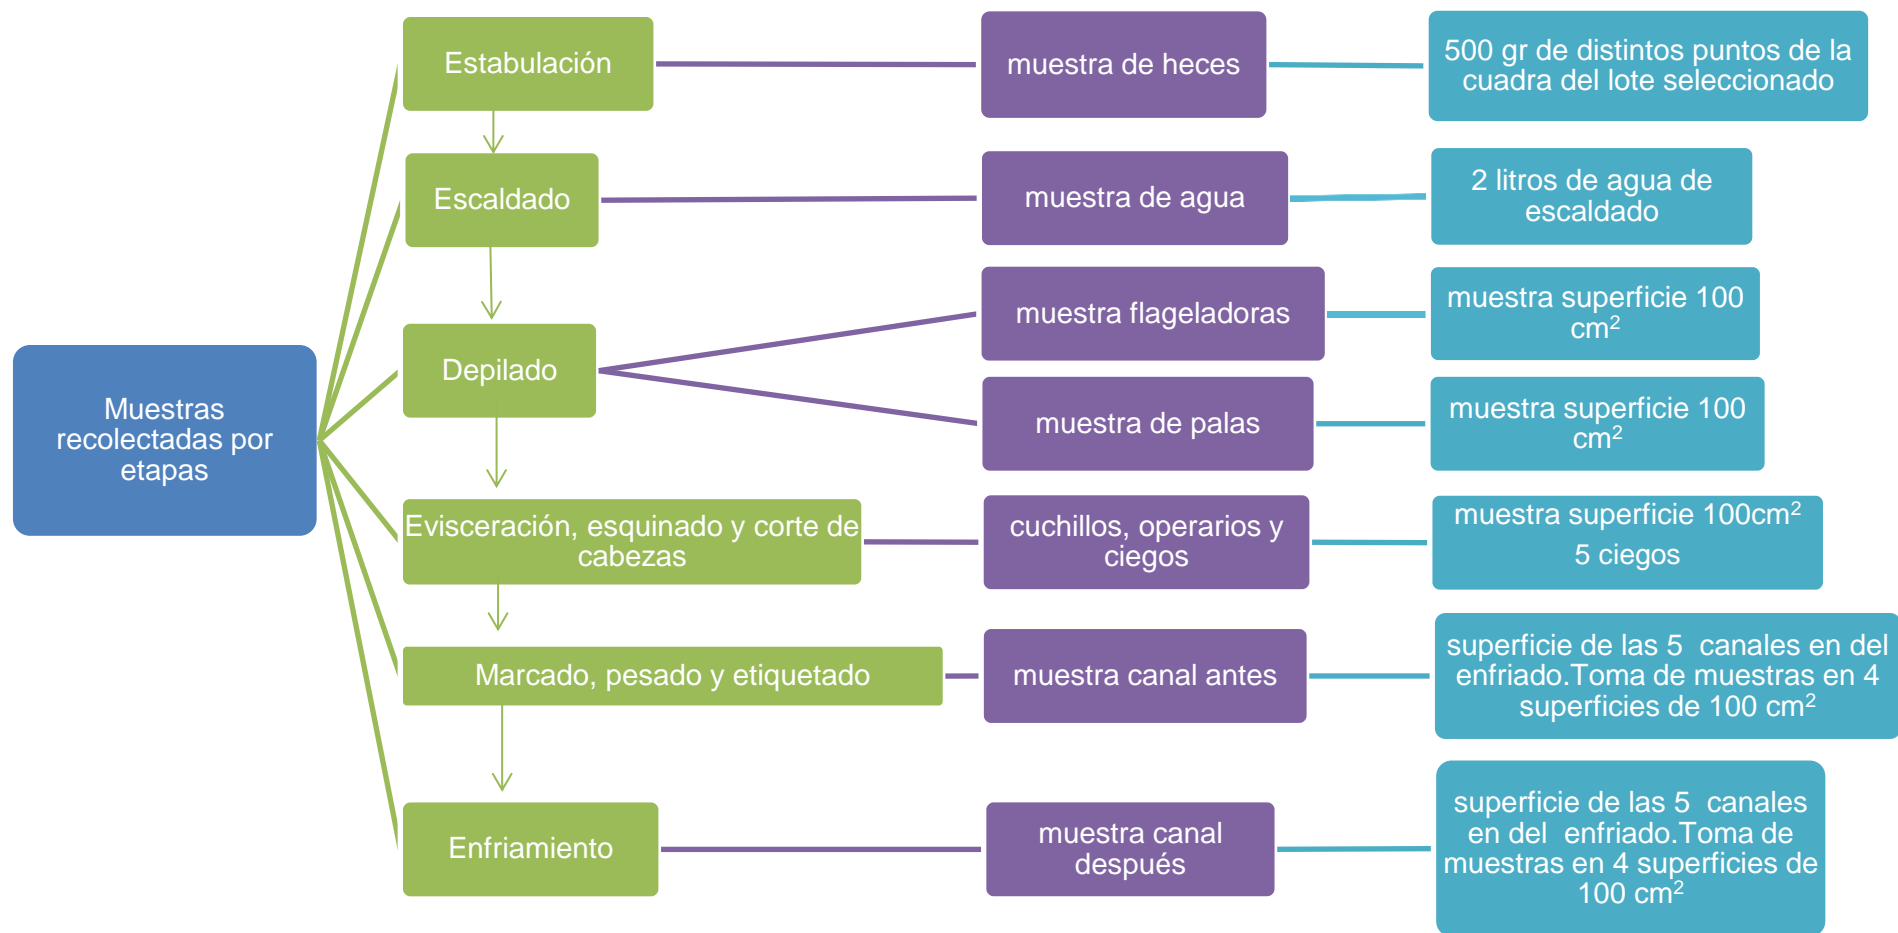 Muestras
recolectadas por
etapas
Estabulación
muestra de heces
500 gr de distintos puntos de la
cuadra del lote seleccionado
Escaldado
muestra de agua
2 litros de agua de
escaldado
Depilado
muestra flageladoras
muestra superficie 100
cm²
muestra de palas
muestra superficie 100
cm²
Evisceración, esquinado y corte de
cabezas
cuchillos, operarios y
ciegos
muestra superficie 100cm²
5 ciegos
Marcado, pesado y etiquetado
muestra canal antes
superficie de las 5 canales en del
enfriado.Toma de muestras en 4
superficies de 100 cm²
Enfriamiento
muestra canal
después
superficie de las 5 canales
en del enfriado.Toma de
muestras en 4 superficies de
100 cm²